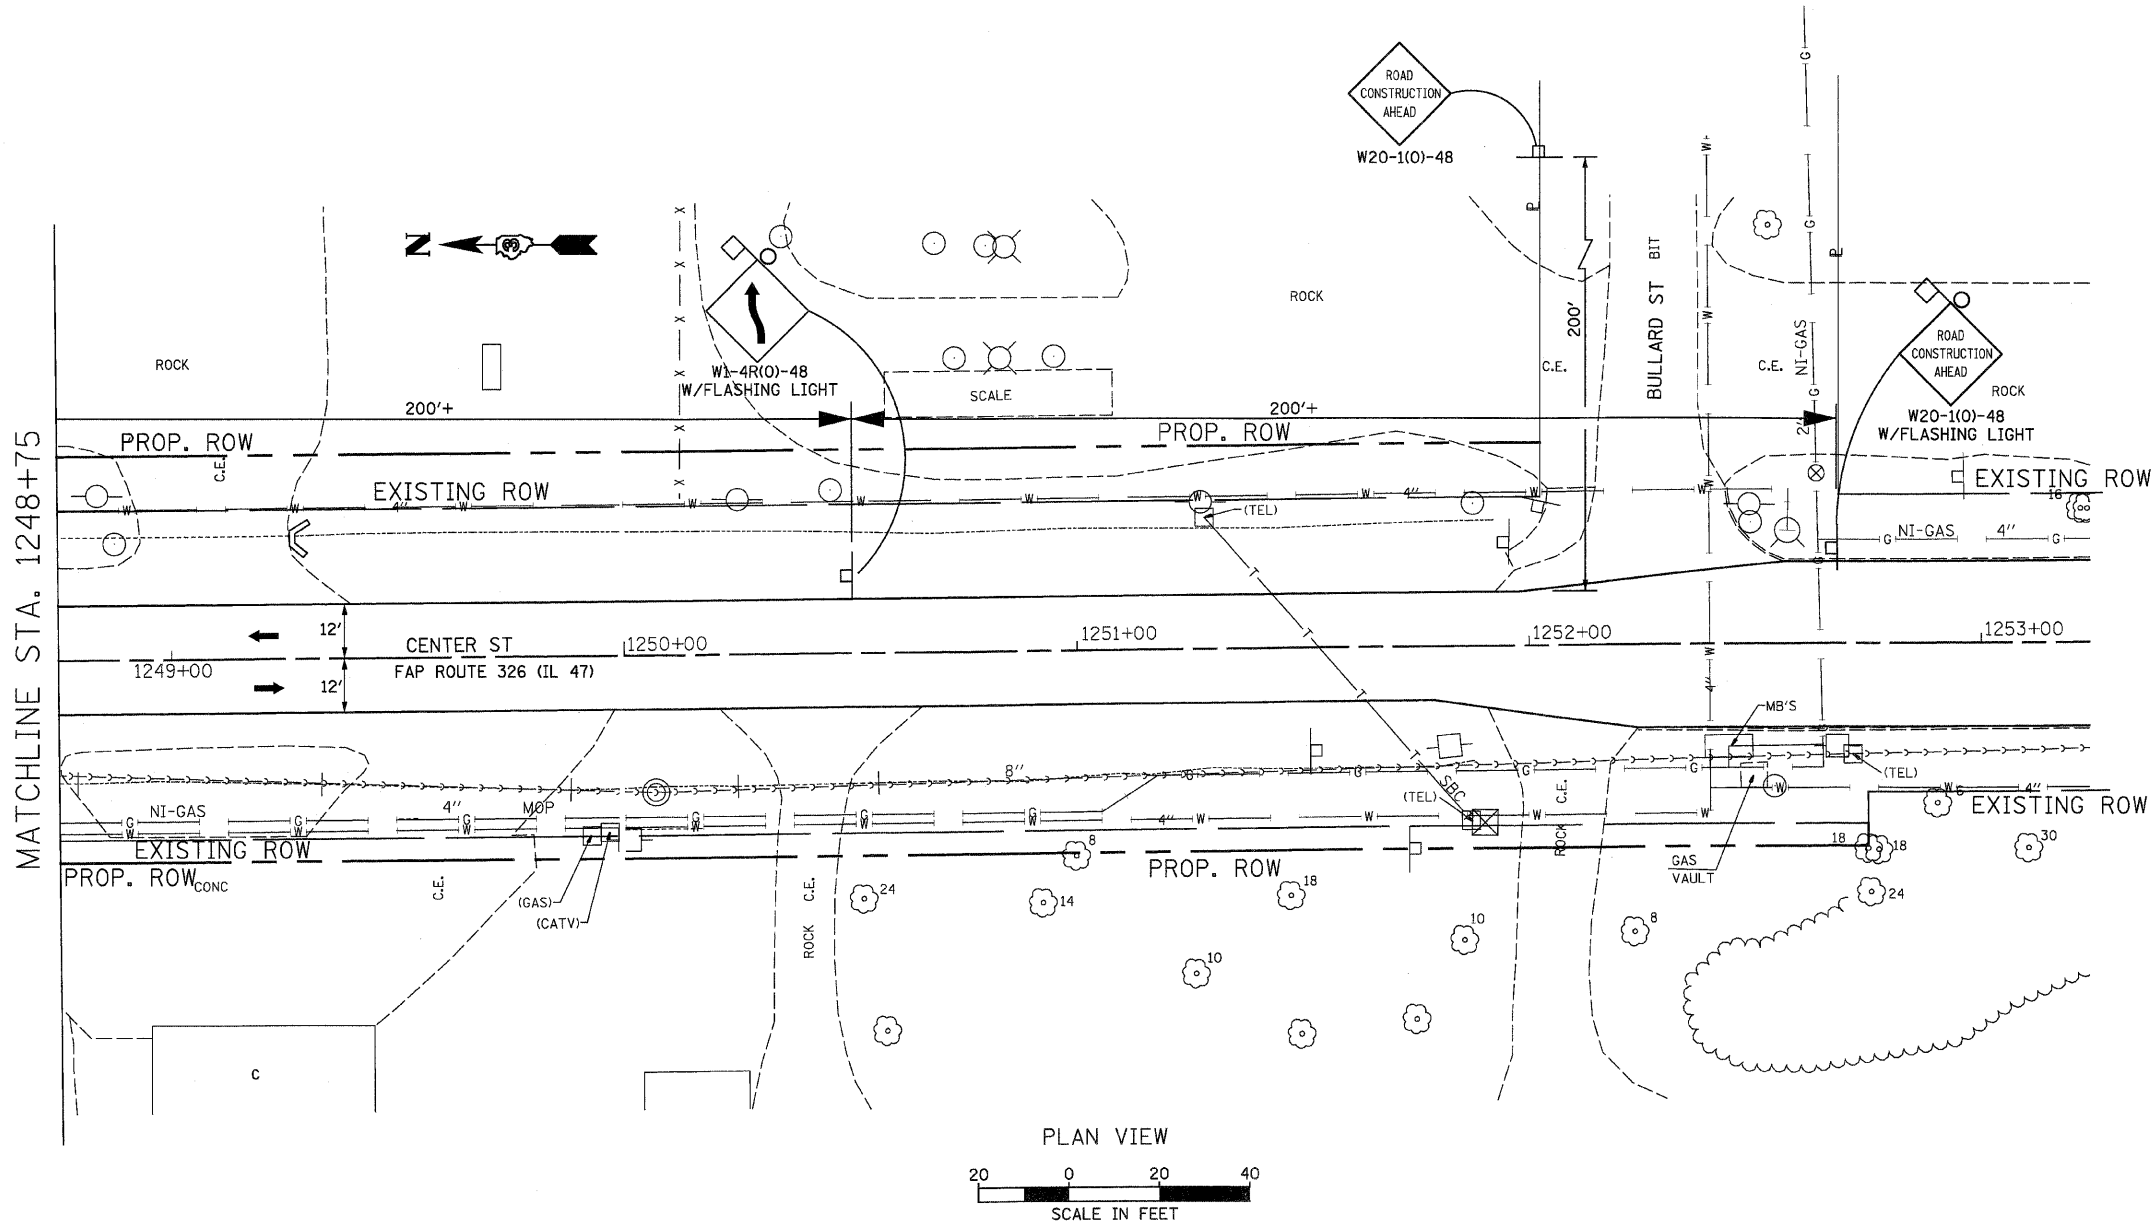 ROAD
CONSTRUCTION
AHEAD
W20-1(O)-48
G
W
N
3
X
P
BULLARD ST
BIT
ROCK
ROCK
200'
C.E.
C.E.
NI-GAS
2"
ROAD
CONSTRUCTION
AHEAD
ROCK
W20-1(O)-48
W/FLASHING LIGHT
W1-4R(O)-48
W/FLASHING LIGHT
SCALE
200'+
200'+
PROP. ROW
PROP. ROW
C.E.
EXISTING ROW
4"
4"
EXISTING ROW
16
(TEL)
NI-GAS
4"
MATCHLINE STA. 1248+75
12'
12'
CENTER ST
FAP ROUTE 326 (IL 47)
1249+00
1250+00
1251+00
1252+00
1253+00
T
4"
MB'S
(TEL)
8"
NI-GAS
4"
MOP
4"
(TEL)
SBC
ROCK C.E.
6
4"
EXISTING ROW
EXISTING ROW
PROP. ROW
CONC
C.E.
(GAS)
(CATV)
ROCK C.E.
8
PROP. ROW
GAS
VAULT
18
18
30
24
14
18
10
10
8
24
C
PLAN VIEW
20 0 20 40
SCALE IN FEET